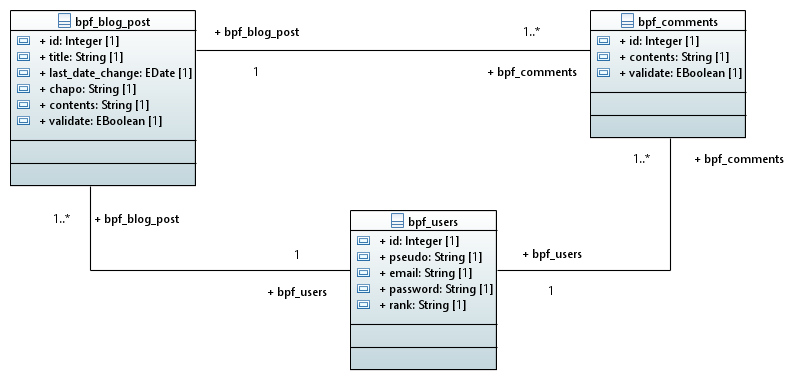 bpf_blog_post
+ id: Integer [1]
+ title: String [1]
+ last_date_change: EDate [1]
+ chapo: String [1]
+ contents: String [1]
+ validate: EBoolean [1]
+ bpf_blog_post
1
1..*
+ bpf_comments
bpf_comments
+ id: Integer [1]
+ contents: String [1]
+ validate: EBoolean [1]
1..*
+ bpf_comments
1..*
+ bpf_blog_post
1
+ bpf_users
bpf_users
+ id: Integer [1]
+ pseudo: String [1]
+ email: String [1]
+ password: String [1]
+ rank: String [1]
+ bpf_users
1